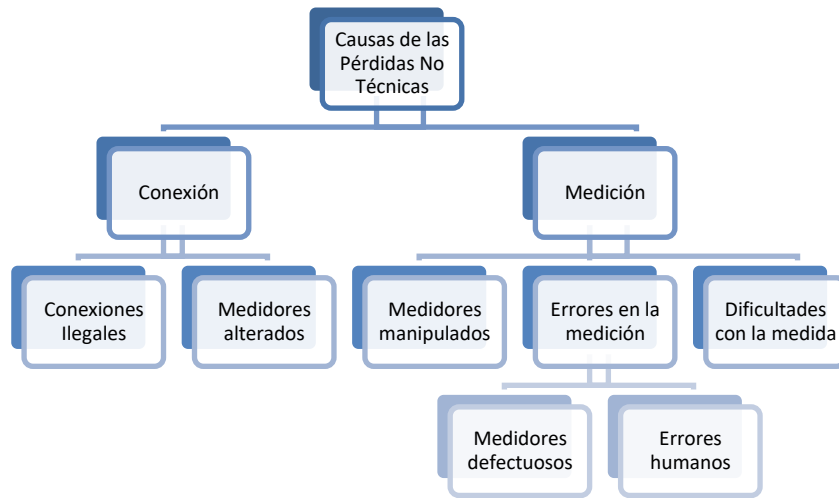 Causas de las
Pérdidas No
Técnicas
Conexión
Medición
Conexiones
Ilegales
Medidores
alterados
Medidores
manipulados
Errores en la
medición
Dificultades
con la medida
Medidores
defectuosos
Errores
humanos